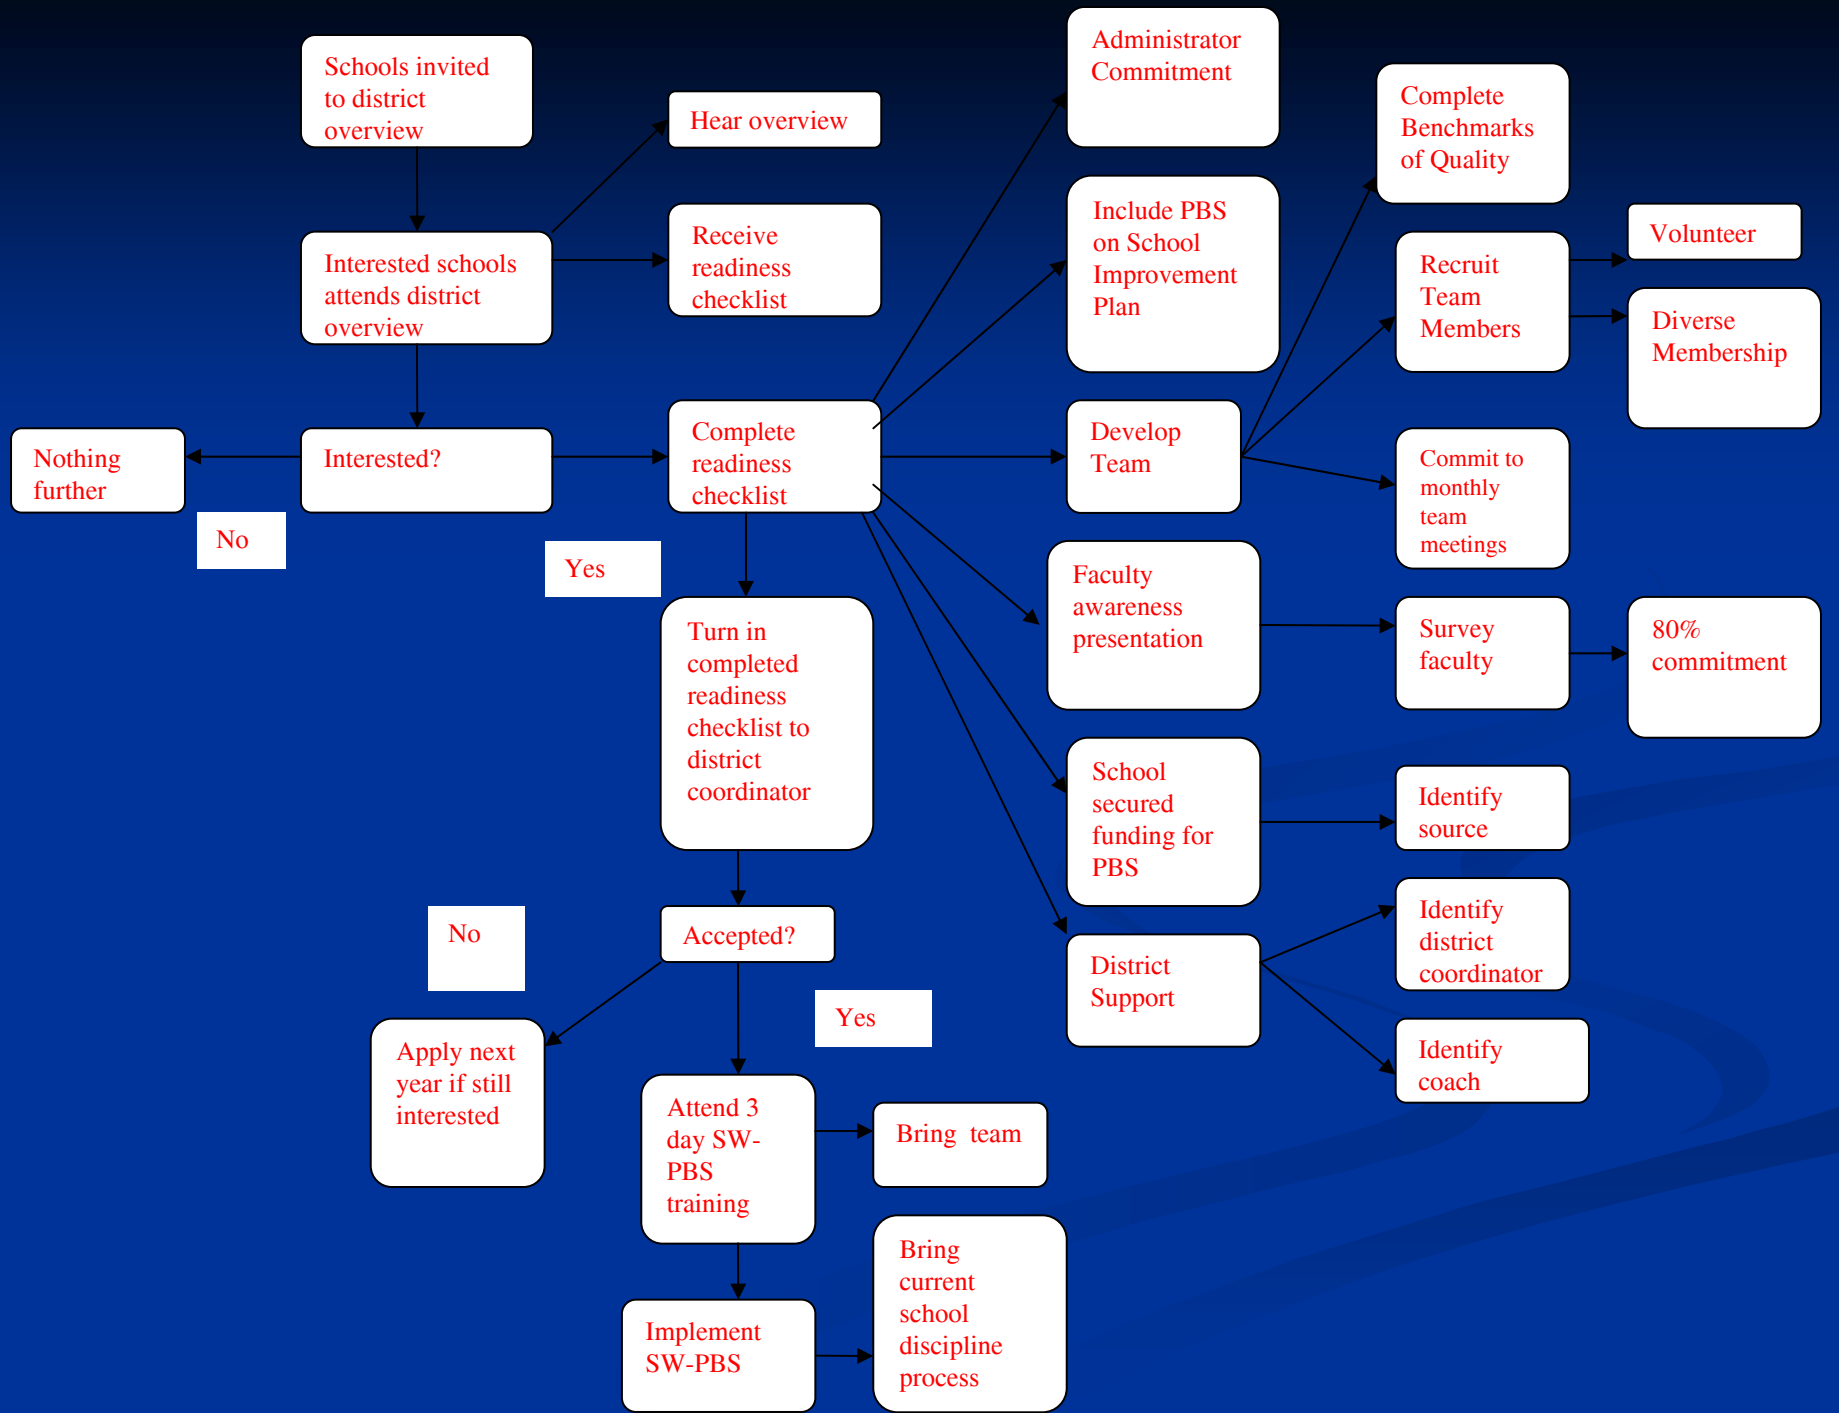 Schools invited
to district
overview
Hear overview
Administrator
Commitment
Complete
Benchmarks
of Quality
Interested schools
attends district
overview
Receive
readiness
checklist
Include PBS
on School
Improvement
Plan
Recruit
Team
Members
Volunteer
Diverse
Membership
Nothing
further
Interested?
Complete
readiness
checklist
Develop
Team
Commit to
monthly
team
meetings
No
Yes
Faculty
awareness
presentation
Survey
faculty
80%
commitment
Turn in
completed
readiness
checklist to
district
coordinator
School
secured
funding for
PBS
Identify
source
No
Accepted?
Yes
District
Support
Identify
district
coordinator
Identify
coach
Apply next
year if still
interested
Attend 3
day SW-
PBS
training
Bring  team
Implement
SW-PBS
Bring
current
school
discipline
process